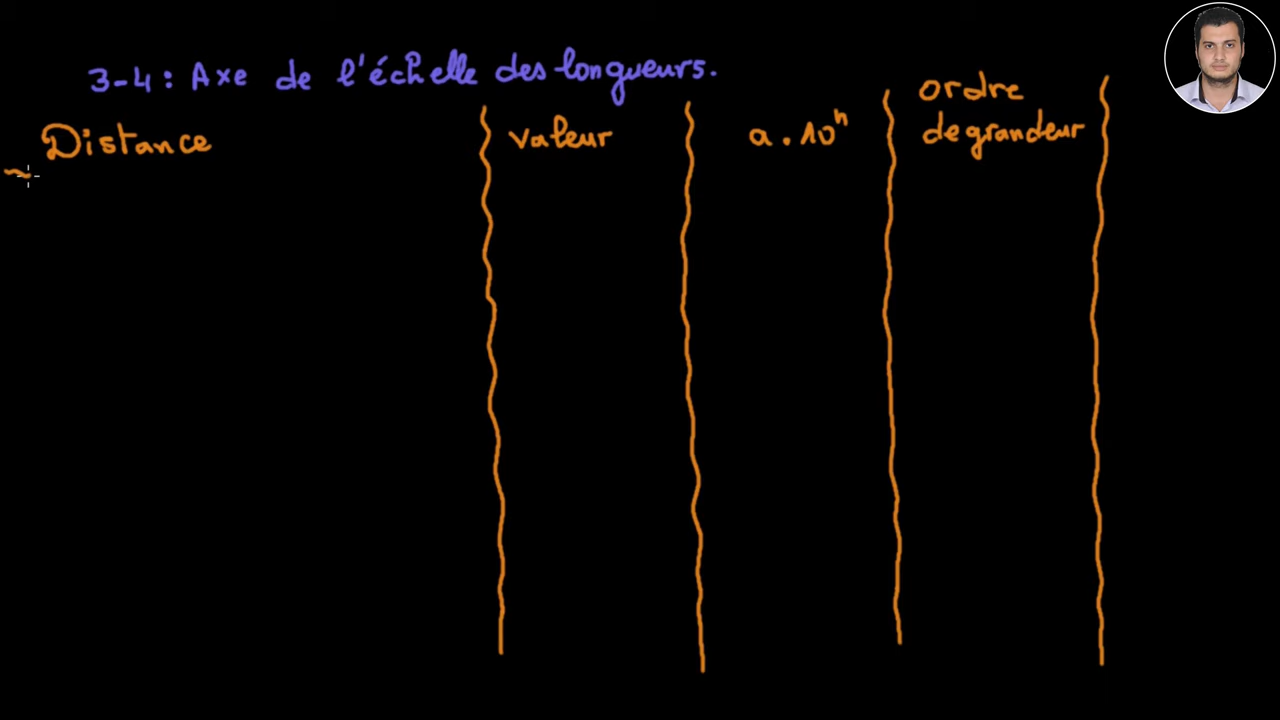 3-4: Axe de l'échelle des longueurs.
Distance
valeur
a.10ⁿ
ordre
de grandeur